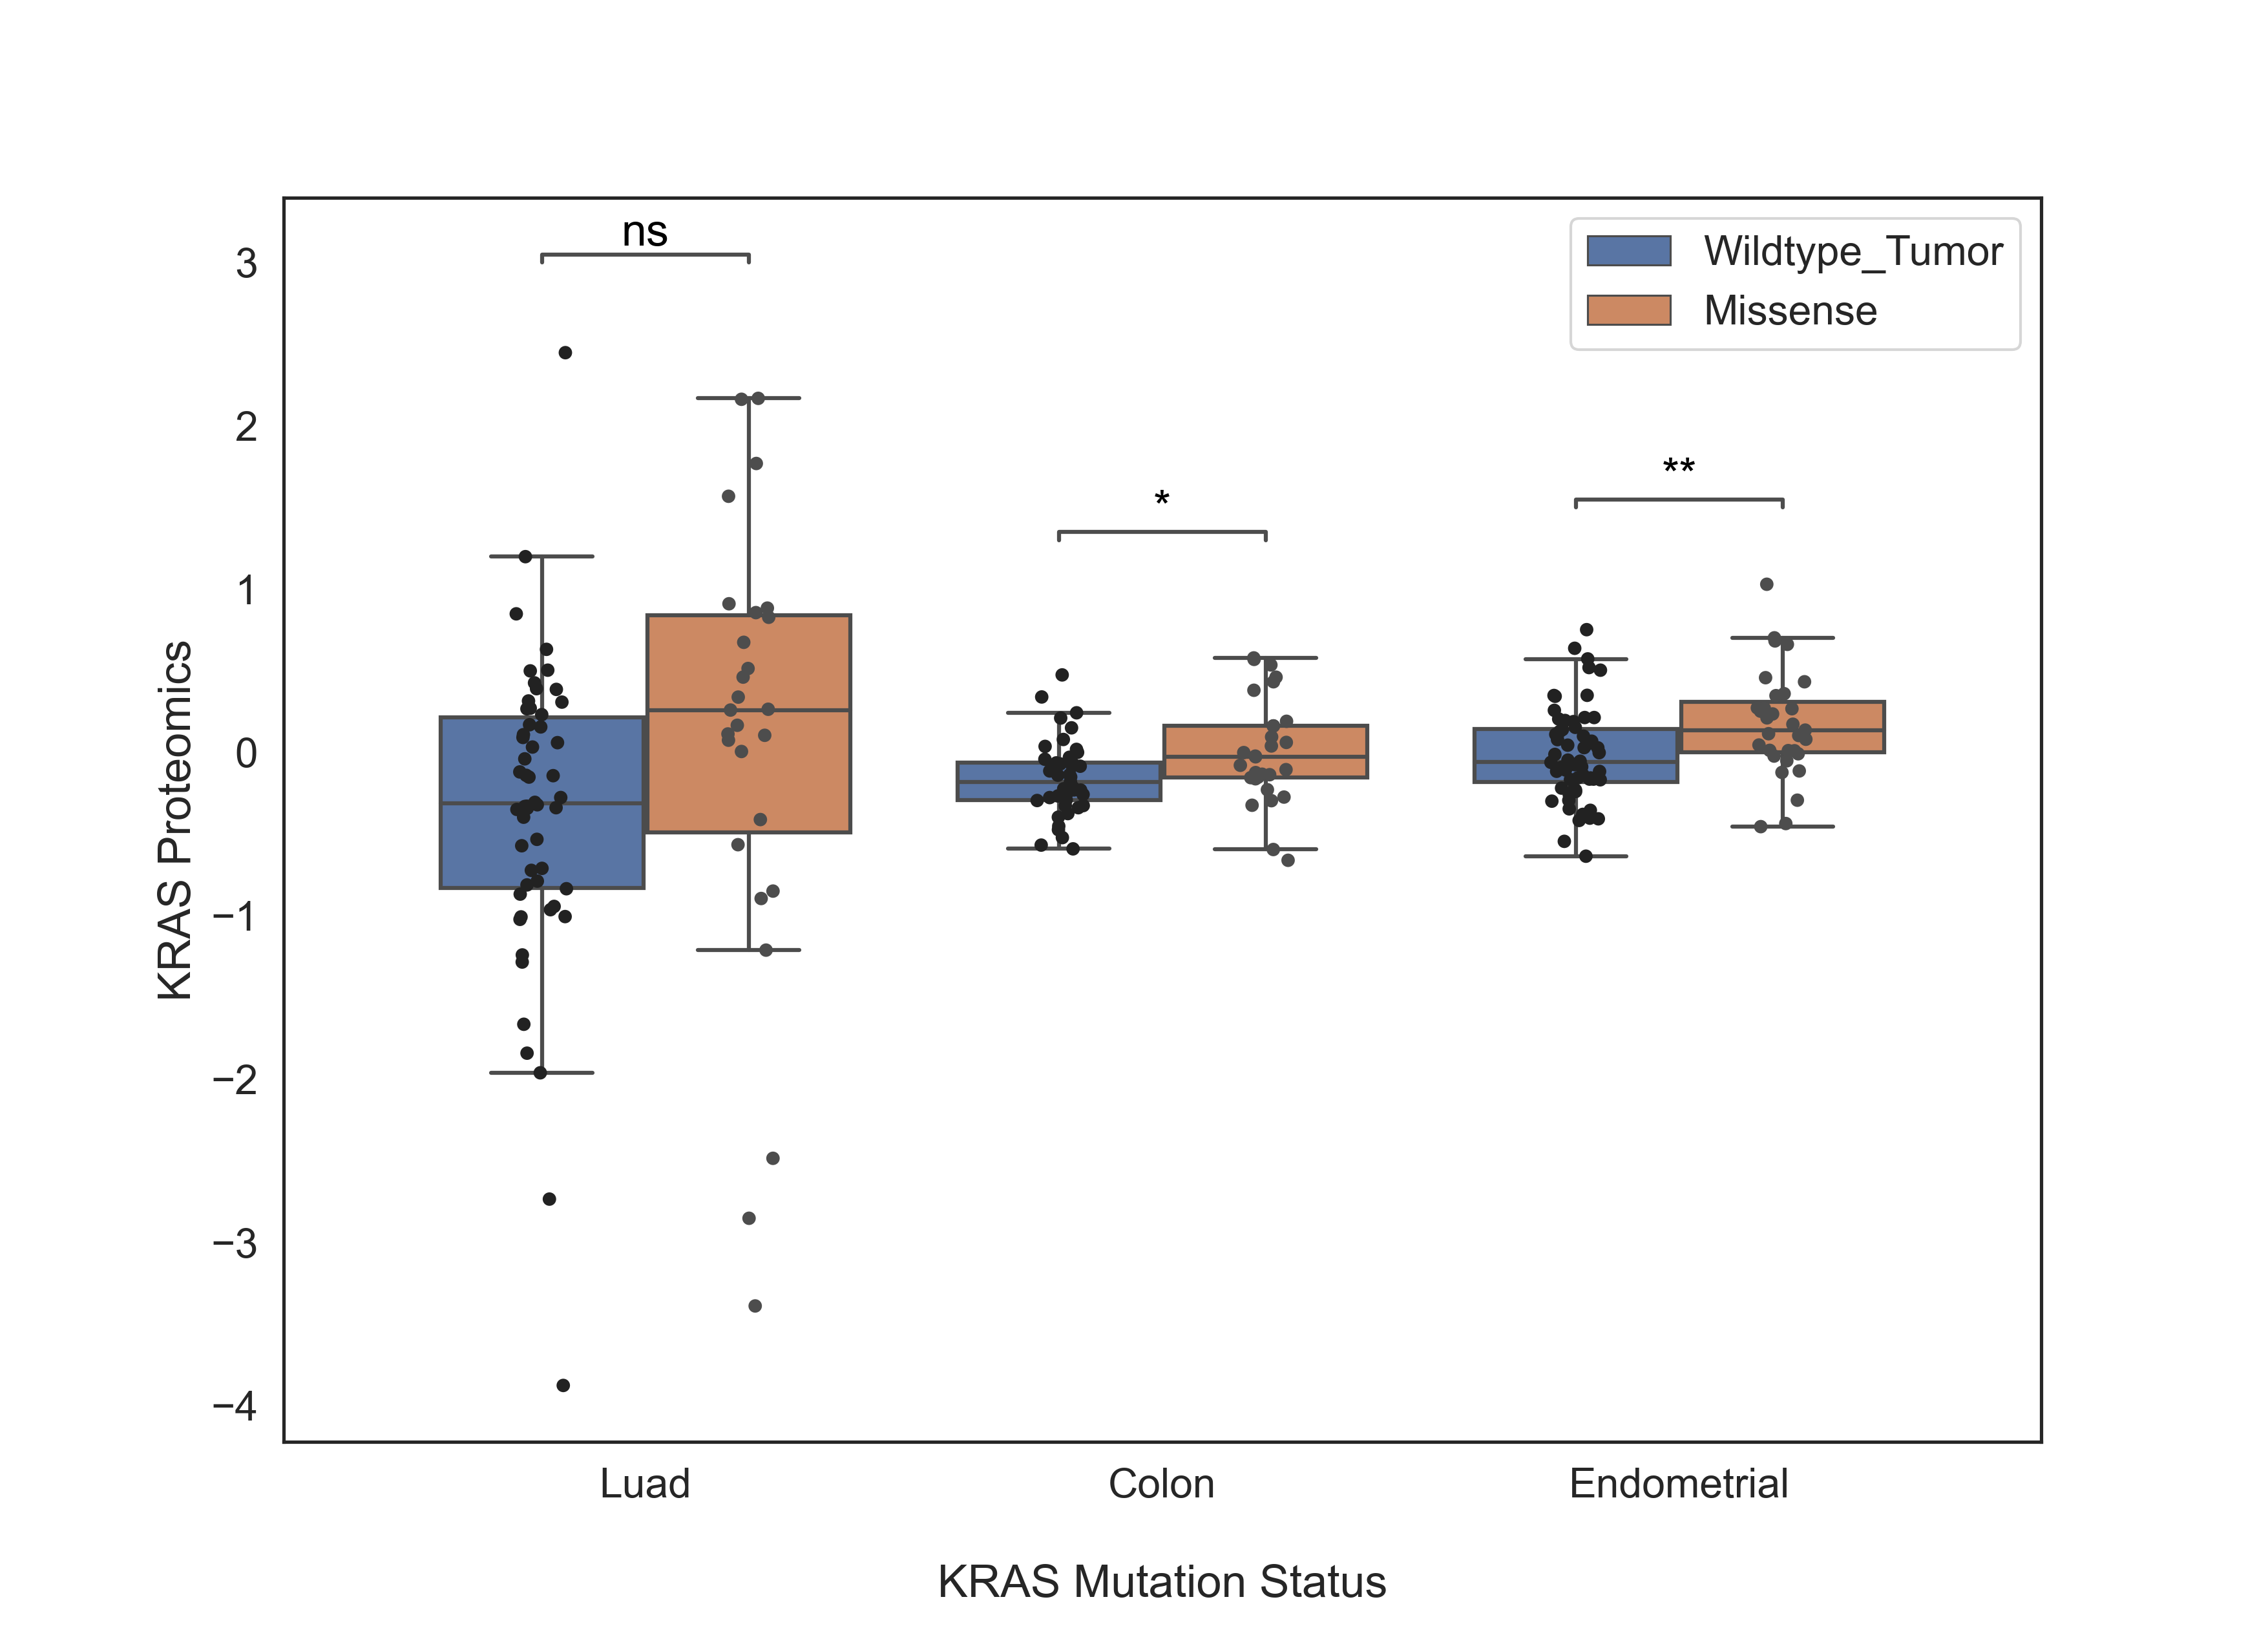 ns
*
**
Wildtype_Tumor
Missense
3
2
1
0
−1
−2
−3
−4
KRAS Proteomics
Luad
Colon
Endometrial
KRAS Mutation Status